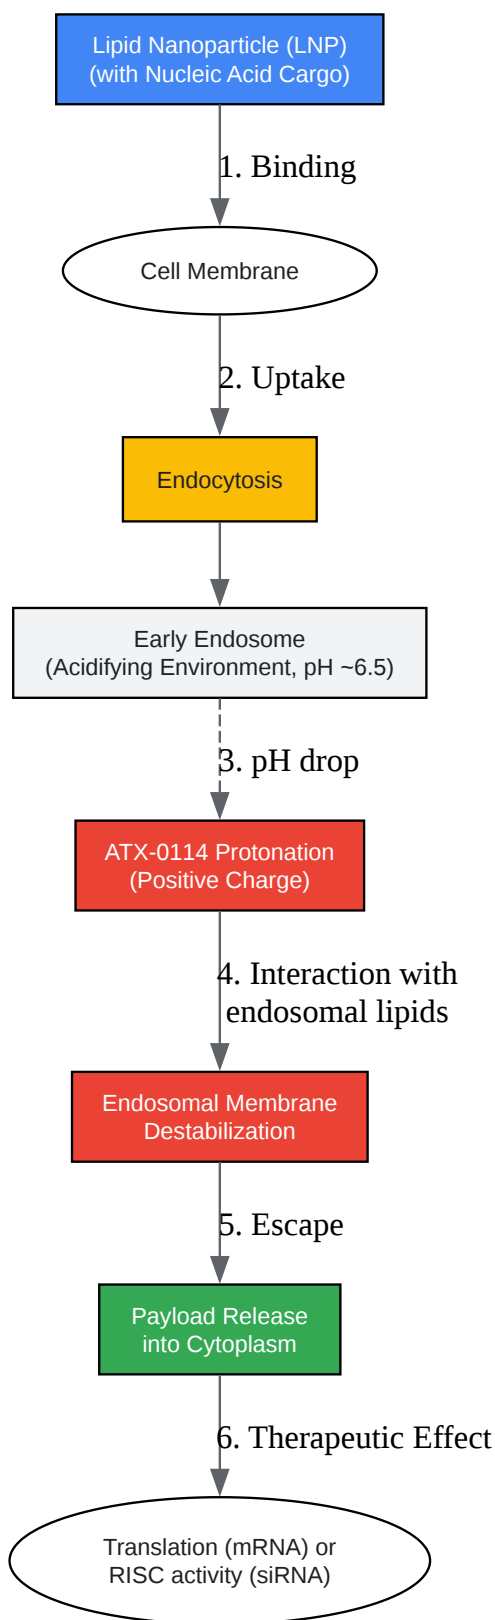 Lipid Nanoparticle (LNP)
(with Nucleic Acid Cargo)
1. Binding
Cell Membrane
2. Uptake
Endocytosis
Early Endosome
(Acidifying Environment, pH ~6.5)
3. pH drop
ATX-0114 Protonation
(Positive Charge)
4. Interaction with
endosomal lipids
Endosomal Membrane
Destabilization
5. Escape
Payload Release
into Cytoplasm
6. Therapeutic Effect
Translation (mRNA) or
RISC activity (siRNA)